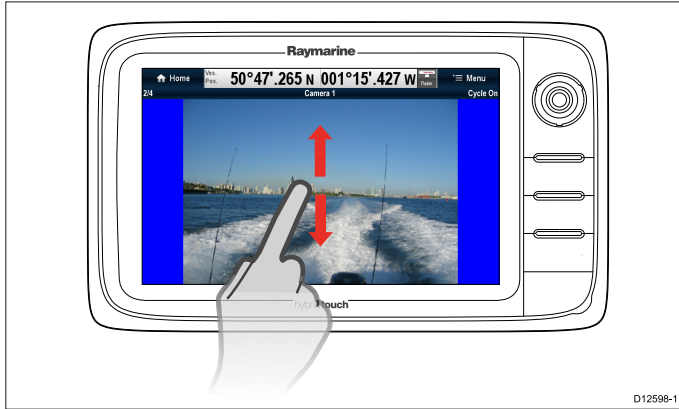 Raymarine
Home Ves. Pos. 50°47'.265 N 001°15'.427 W Radar Menu
2/4 Camera 1 Cycle On
hybridtouch
D12598-1